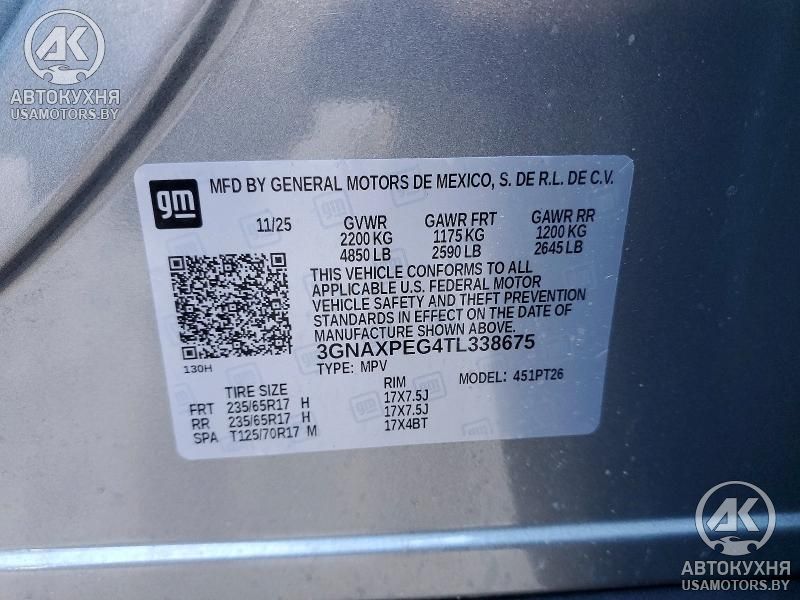 AK
АВТОКУХНЯ
USAMOTORS.BY
gm
MFD BY GENERAL MOTORS DE MEXICO, S. DE R.L. DE C.V.
11/25 GVWR GAWR FRT GAWR RR
2200 KG 1175 KG 1200 KG
4850 LB 2590 LB 2645 LB
THIS VEHICLE CONFORMS TO ALL
APPLICABLE U.S. FEDERAL MOTOR
VEHICLE SAFETY AND THEFT PREVENTION
STANDARDS IN EFFECT ON THE DATE OF
MANUFACTURE SHOWN ABOVE.
3GNAXPEG4TL338675
130H
TYPE: MPV MODEL: 451PT26
TIRE SIZE RIM
FRT 235/65R17 H 17X7.5J
RR 235/65R17 H 17X7.5J
SPA T125/70R17 M 17X4BT
AK
АВТОКУХНЯ
USAMOTORS.BY